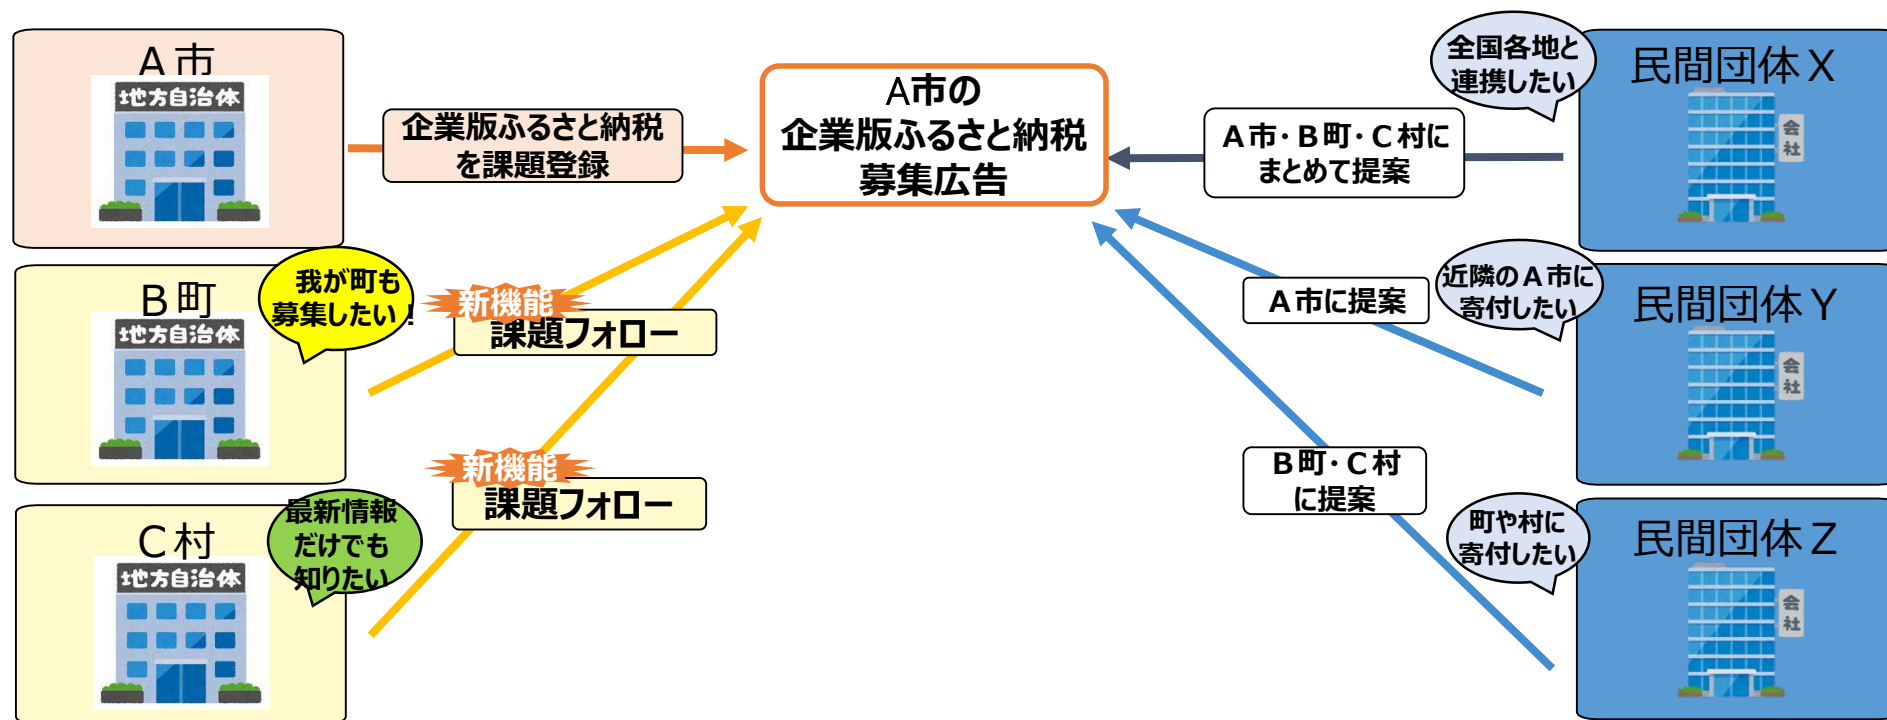 A市
地方自治体
企業版ふるさと納税
を課題登録
A市の
企業版ふるさと納税
募集広告
A市・B町・C村に
まとめて提案
全国各地と
連携したい
民間団体X
会社
B町
地方自治体
我が町も
募集したい！
新機能
課題フォロー
A市に提案
近隣のA市に
寄付したい
民間団体Y
会社
C村
地方自治体
最新情報
だけでも
知りたい
新機能
課題フォロー
B町・C村
に提案
町や村に
寄付したい
民間団体Z
会社